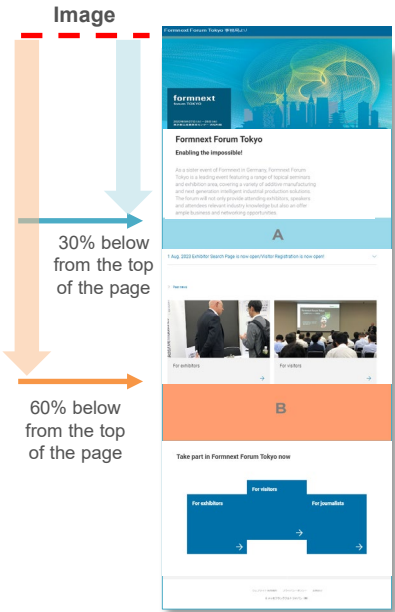 Image
Formnext Forum Tokyo
formnext
forum TOKYO
Formnext Forum Tokyo
Enabling the impossible!
As a sister event of Formnext in Germany, Formnext Forum
Tokyo is a leading event featuring a range of topical seminars
and exhibition area, covering a variety of additive manufacturing
and next generation intelligent industrial production solutions.
The forum will not only provide attending exhibitors, speakers
and attendees relevant industry knowledge but also an offer
ample business and networking opportunities.
A
30% below
from the top
of the page
1 Aug. 2023 Exhibitor Search Page is now open/Visitor Registration is now open!
For exhibitors
For visitors
B
60% below
from the top
of the page
Take part in Formnext Forum Tokyo now
For exhibitors
For visitors
For journalists